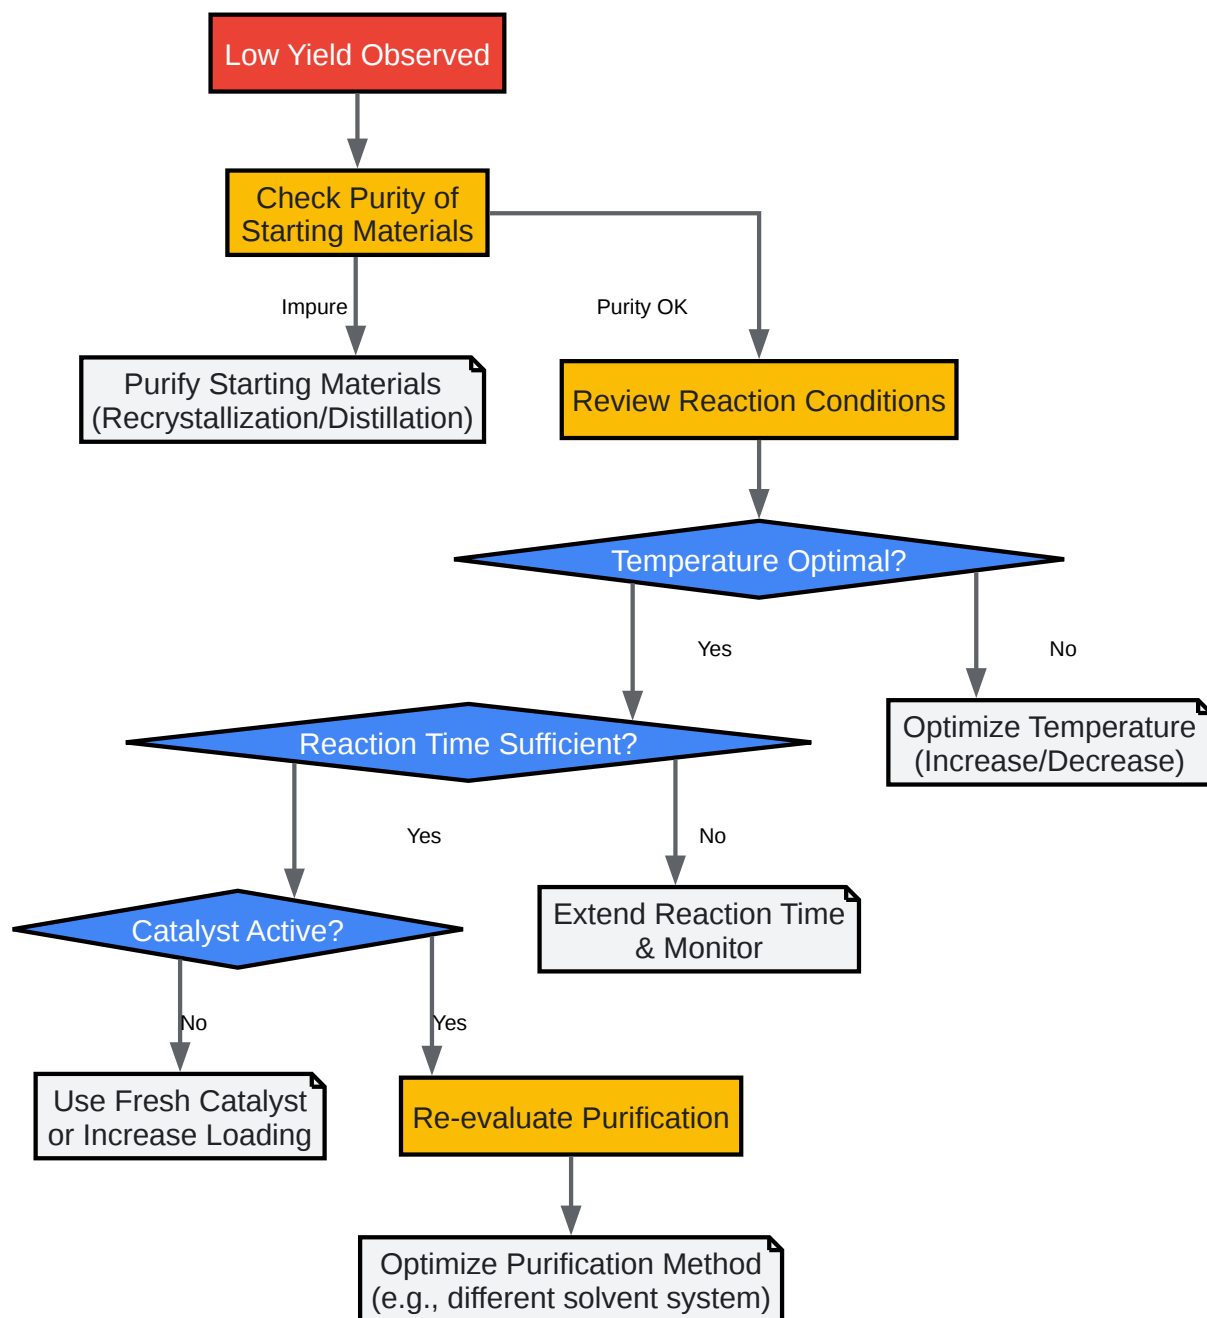 Low Yield Observed
Check Purity of
Starting Materials
Impure
Purity OK
Purify Starting Materials
(Recrystallization/Distillation)
Review Reaction Conditions
Temperature Optimal?
Yes
No
Optimize Temperature
(Increase/Decrease)
Reaction Time Sufficient?
Yes
No
Extend Reaction Time
& Monitor
Catalyst Active?
No
Yes
Use Fresh Catalyst
or Increase Loading
Re-evaluate Purification
Optimize Purification Method
(e.g., different solvent system)